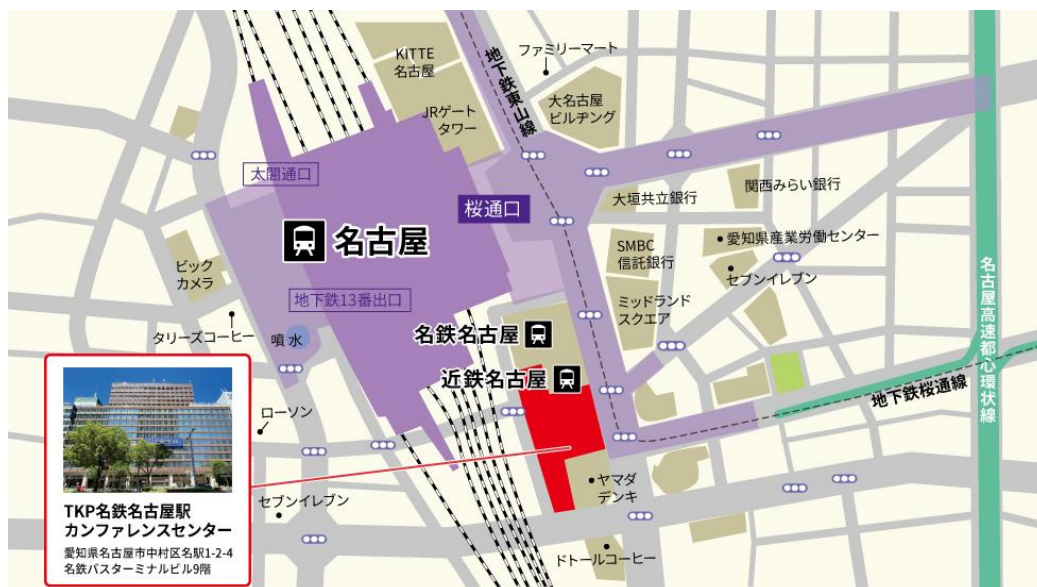 KITTE
名古屋
JRゲート
タワー
地下鉄東山線
ファミリーマート
大名古屋
ビルヂング
太閤通口
桜通口
大垣共立銀行
関西みらい銀行
名古屋
SMBC
信託銀行
愛知県産業労働センター
セブンイレブン
ビック
カメラ
地下鉄13番出口
ミッドランド
スクエア
タリーズコーヒー
噴水
名鉄名古屋
近鉄名古屋
名古屋高速都心環状線
地下鉄桜通線
ローソン
セブンイレブン
ヤマダ
デンキ
ドトールコーヒー
TKP名鉄名古屋駅
カンファレンスセンター
愛知県名古屋市中村区名駅1-2-4
名鉄バスターミナルビル9階